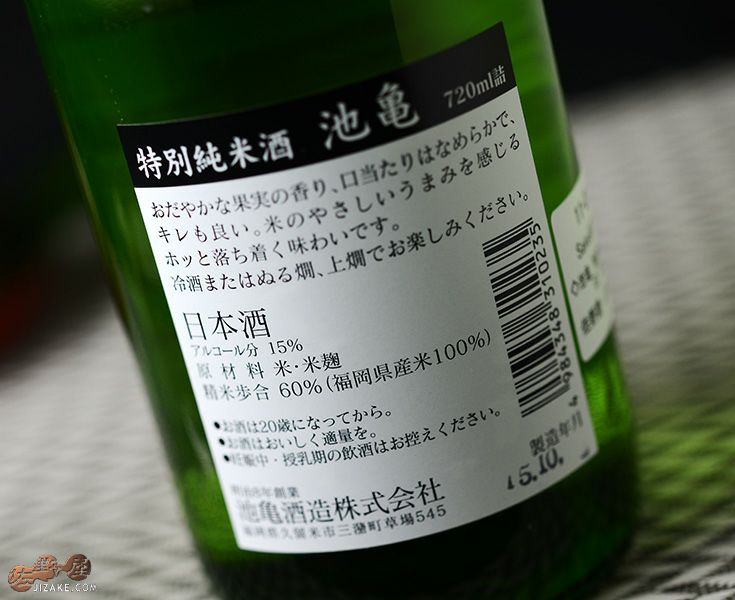 特別純米酒 池亀 720ml詰
おだやかな果実の香り、口当たりはなめらかで、
キレも良い。米のやさしいうまみを感じる
ホッと落ち着く味わいです。
冷酒またはぬる燗、上燗でお楽しみください。
日本酒
アルコール分 15%
原材料 米・米麹
精米歩合 60%(福岡県産米100%)
●お酒は20歳になってから。
●お酒はおいしく適量を。
●妊娠中・授乳期の飲酒はお控えください。
明治8年創業
池亀酒造株式会社
福岡県久留米市三潴町草場545
4 984348 310235
製造年月
15.10.
JIZAKE.COM